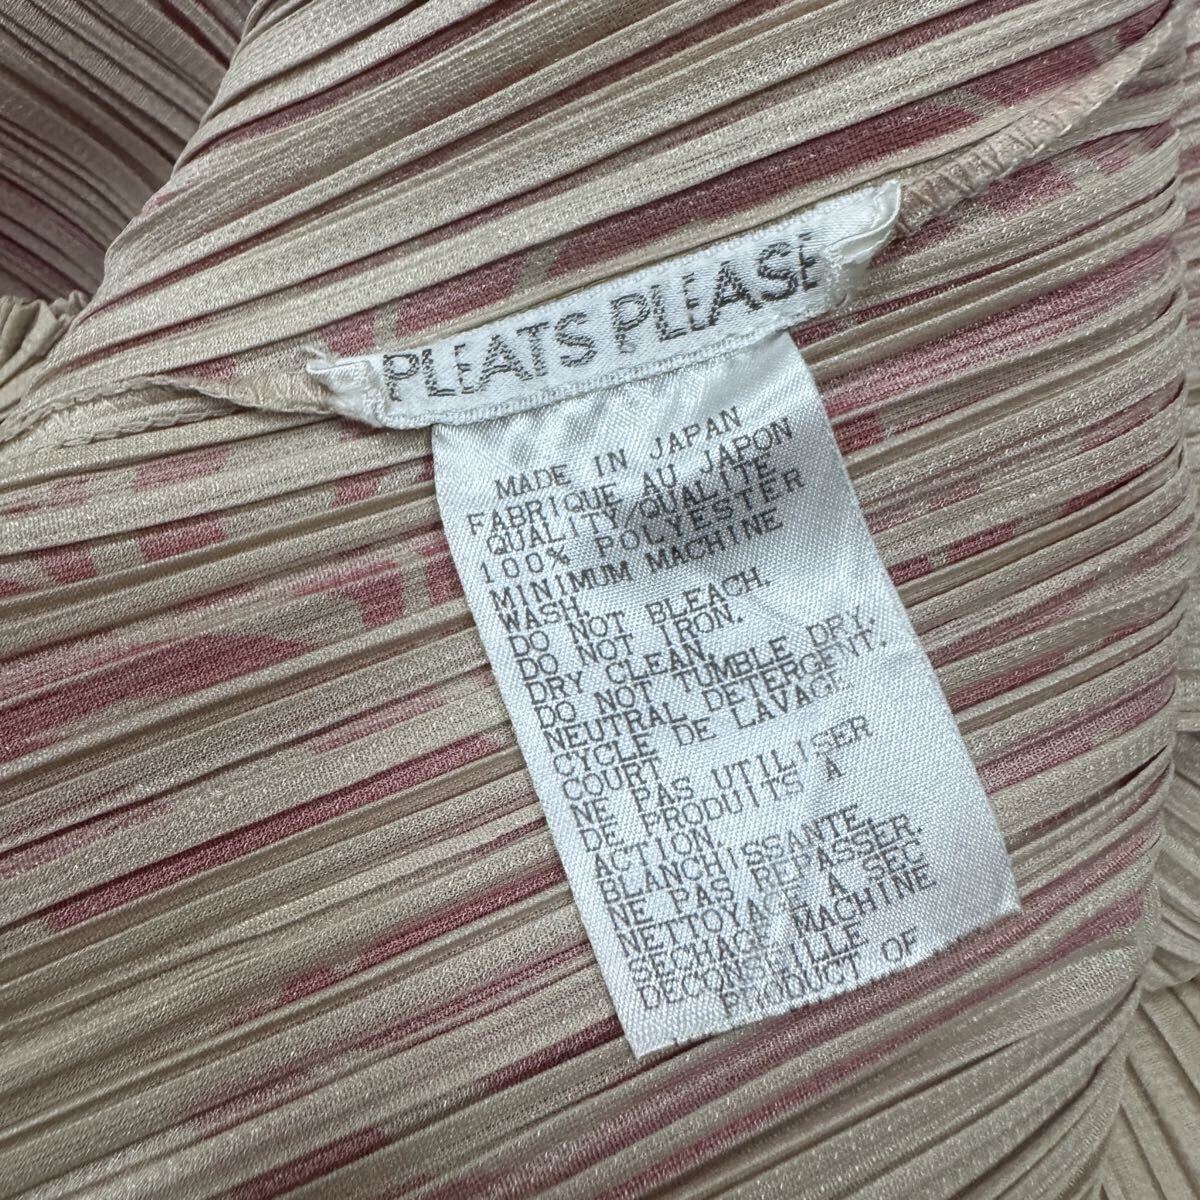 PLEATS PLEASE
MADE IN JAPAN
FABRIQUE AU JAPON
QUALITY/QUALITE
100% POLYESTER
MINIMUM MACHINE
WASH.
DO NOT BLEACH.
DO NOT IRON.
DRY CLEAN.
DO NOT TUMBLE DRY.
NEUTRAL DETERGENT.
CYCLE DE LAVAGE
COURT
NE PAS UTILISER
DE PRODUITS A
ACTION.
BLANCHISSANTE.
NE PAS REPASSER.
NETTOYAGE A SEC
SECHAGE MACHINE
DECONSEILLE
PRODUCT OF